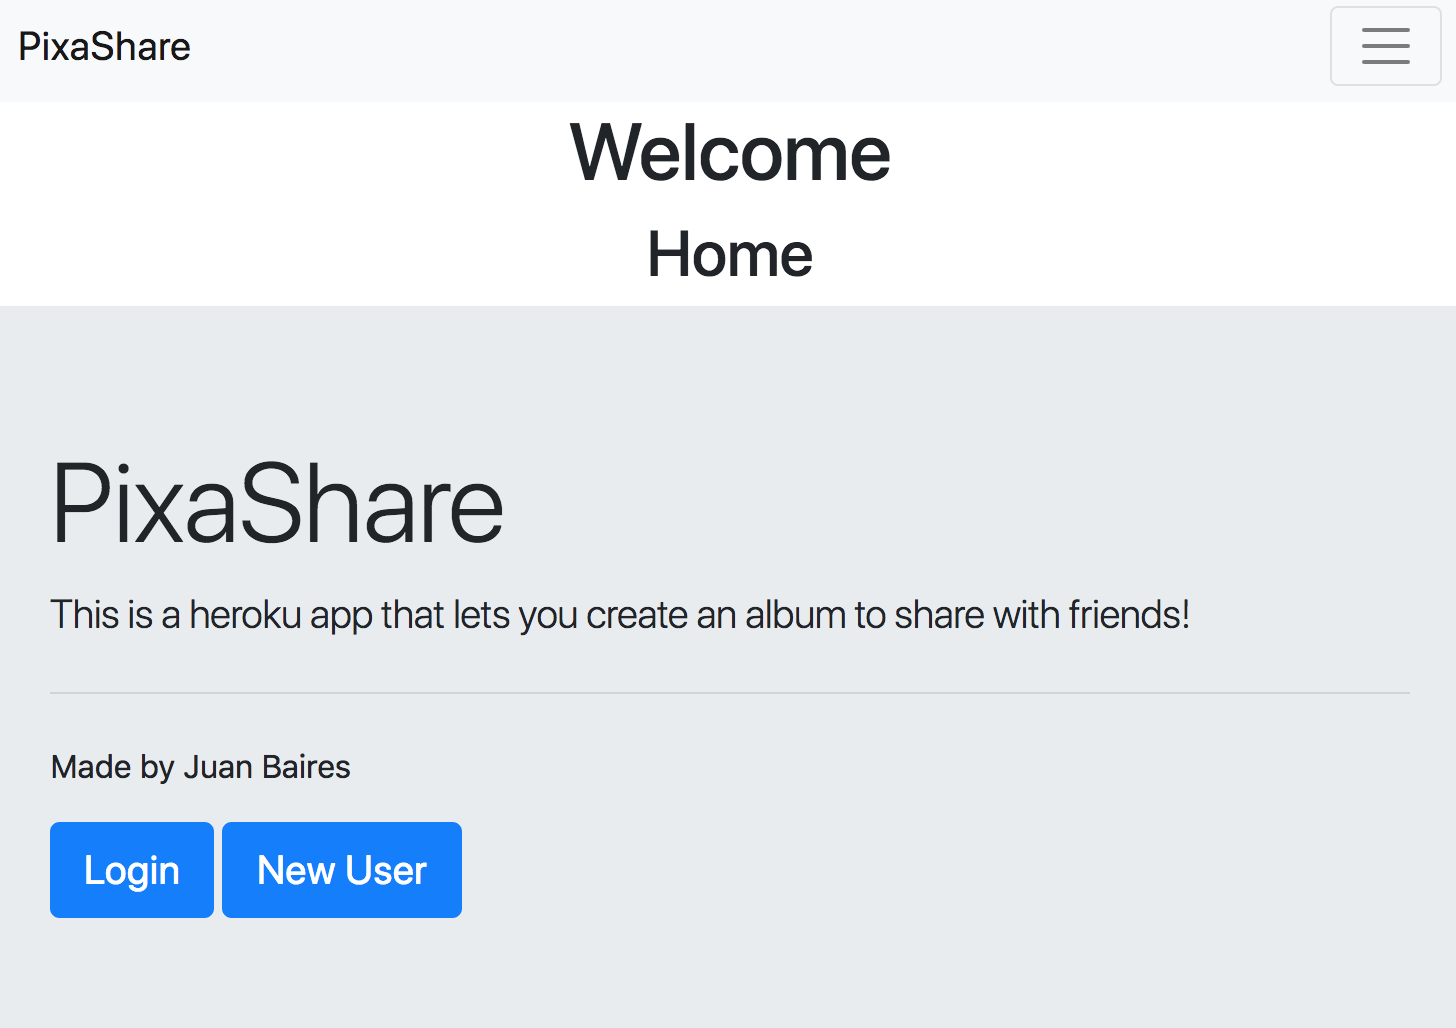 PixaShare
Welcome
Home
PixaShare
This is a heroku app that lets you create an album to share with friends!
Made by Juan Baires
Login New User